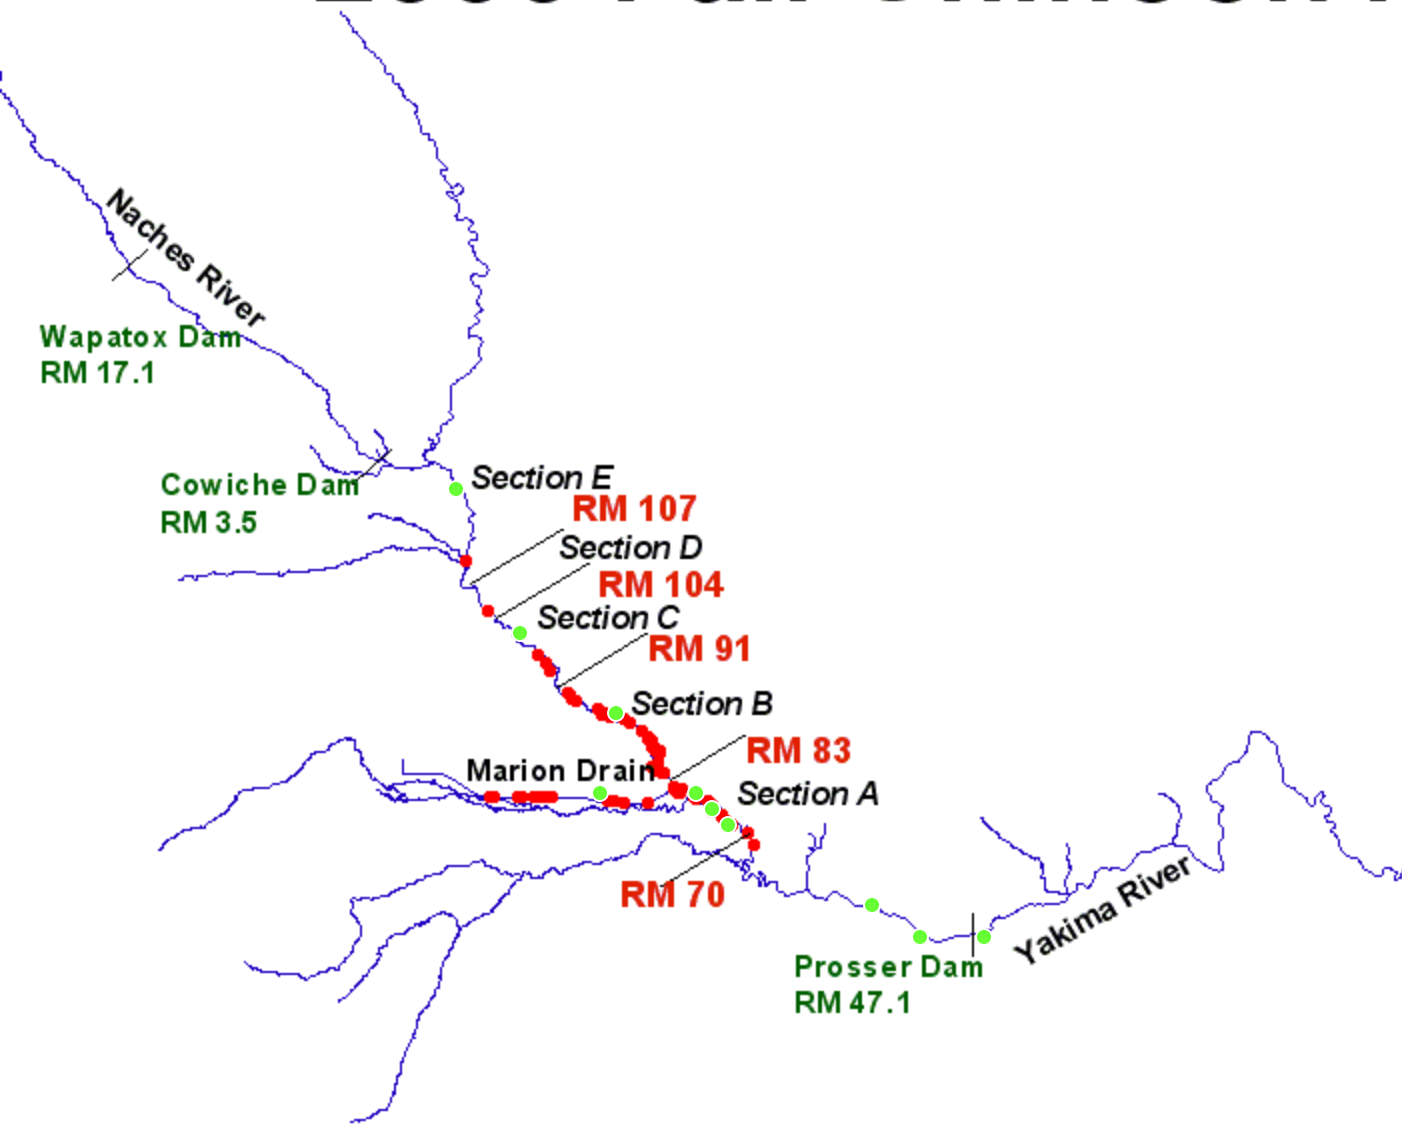 Naches River
Wapatox Dam
RM 17.1
Cowiche Dam
RM 3.5
Section E
RM 107
Section D
RM 104
Section C
RM 91
Section B
RM 83
Marion Drain
Section A
RM 70
Yakima River
Prosser Dam
RM 47.1